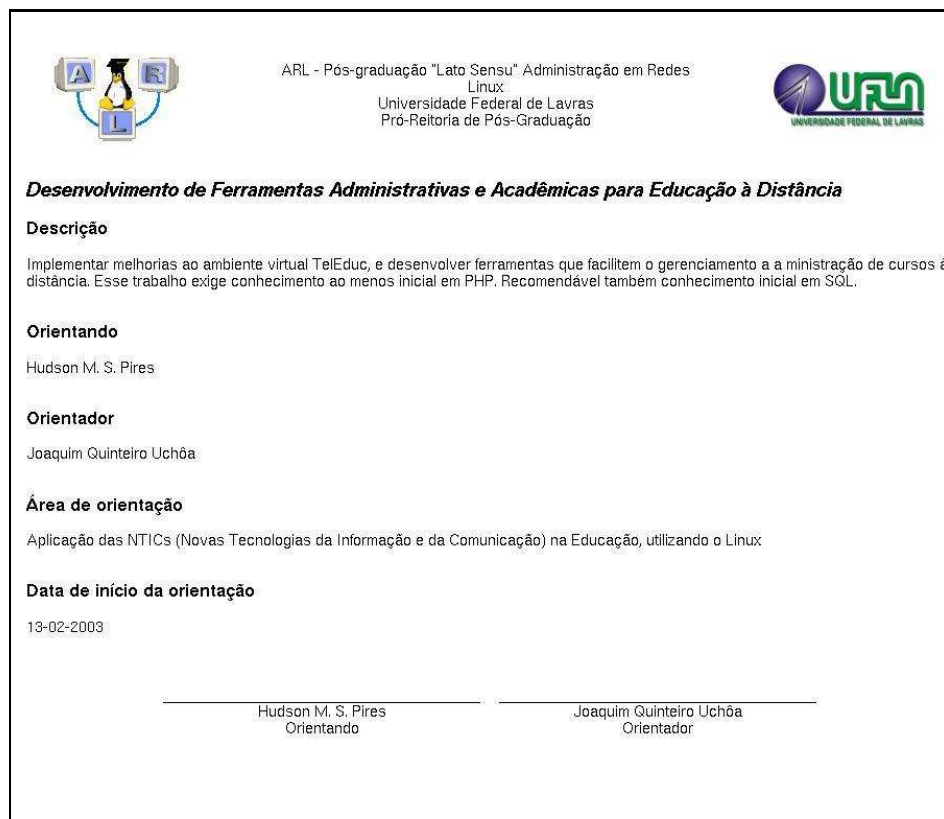 A R
L
ARL - Pós-graduação "Lato Sensu" Administração em Redes
Linux
Universidade Federal de Lavras
Pró-Reitoria de Pós-Graduação
UFLA
UNIVERSIDADE FEDERAL DE LAVRAS
Desenvolvimento de Ferramentas Administrativas e Acadêmicas para Educação à Distância
Descrição
Implementar melhorias ao ambiente virtual TelEduc, e desenvolver ferramentas que facilitem o gerenciamento a a ministração de cursos à
distância. Esse trabalho exige conhecimento ao menos inicial em PHP. Recomendável também conhecimento inicial em SQL.
Orientando
Hudson M. S. Pires
Orientador
Joaquim Quinteiro Uchôa
Área de orientação
Aplicação das NTICs (Novas Tecnologias da Informação e da Comunicação) na Educação, utilizando o Linux
Data de início da orientação
13-02-2003
Hudson M. S. Pires Joaquim Quinteiro Uchôa
Orientando Orientador